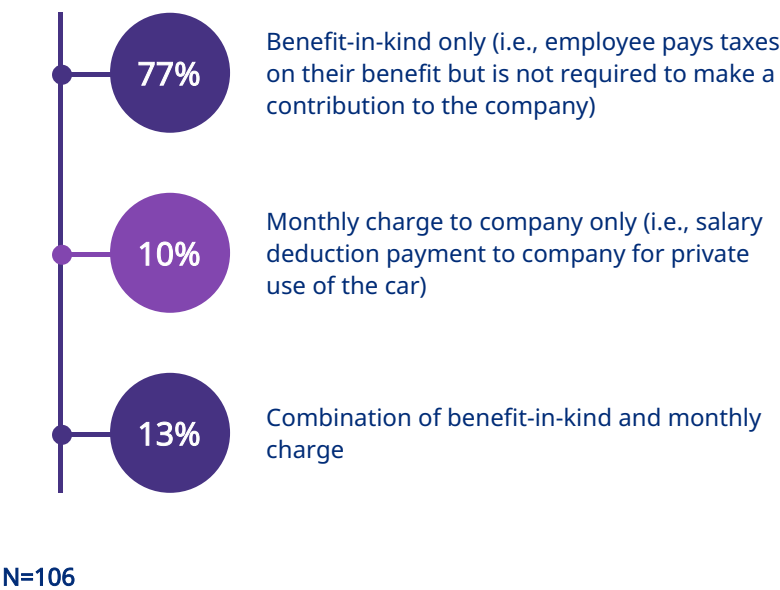 77%
Benefit-in-kind only (i.e., employee pays taxes
on their benefit but is not required to make a
contribution to the company)
10%
Monthly charge to company only (i.e., salary
deduction payment to company for private
use of the car)
13%
Combination of benefit-in-kind and monthly
charge
N=106